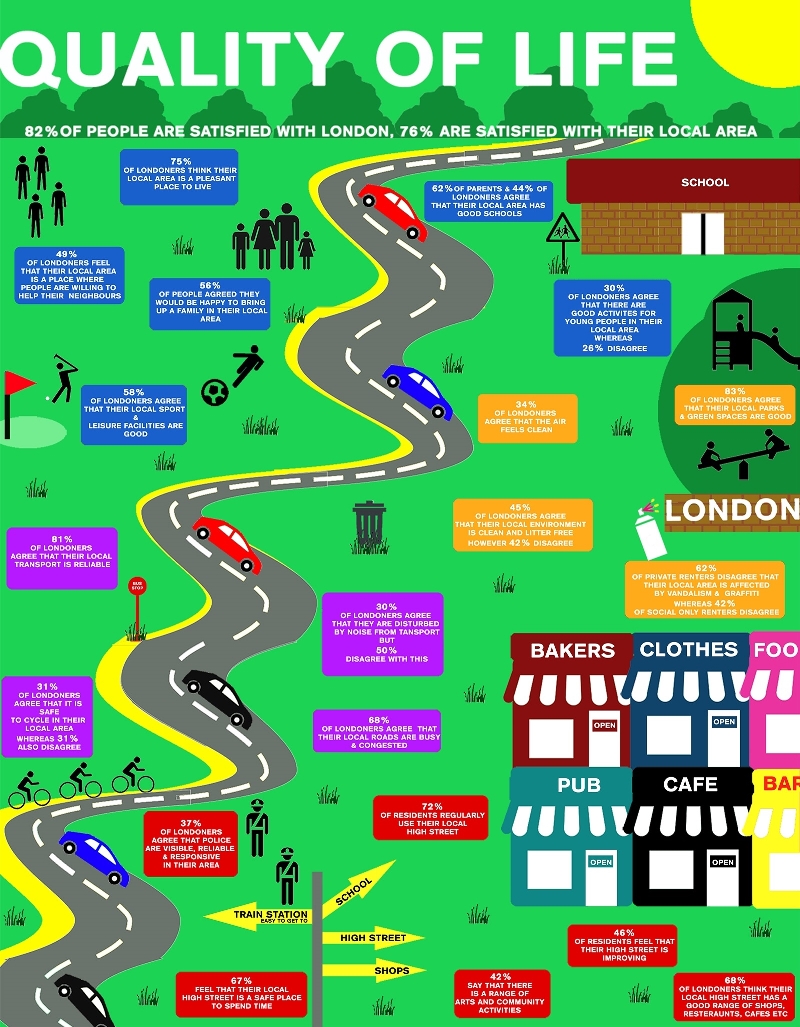 QUALITY OF LIFE
82% OF PEOPLE ARE SATISFIED WITH LONDON, 76% ARE SATISFIED WITH THEIR LOCAL AREA
75%
OF LONDONERS THINK THEIR
LOCAL AREA IS A PLEASANT
PLACE TO LIVE
62% OF PARENTS & 44% OF
LONDONERS AGREE
THAT THEIR LOCAL AREA HAS
GOOD SCHOOLS
SCHOOL
49%
OF LONDONERS FEEL
THAT THEIR LOCAL AREA
IS A PLACE WHERE
PEOPLE ARE WILLING TO
HELP THEIR NEIGHBOURS
56%
OF PEOPLE AGREED THEY
WOULD BE HAPPY TO BRING
UP A FAMILY IN THEIR LOCAL
AREA
30%
OF LONDONERS AGREE
THAT THERE ARE
GOOD ACTIVITES FOR
YOUNG PEOPLE IN THEIR
LOCAL AREA
WHEREAS
26% DISAGREE
58%
OF LONDONERS AGREE
THAT THEIR LOCAL SPORT
&
LEISURE FACILITIES ARE
GOOD
34%
OF LONDONERS
AGREE THAT THE AIR
FEELS CLEAN
83%
OF LONDONERS AGREE
THAT THEIR LOCAL PARKS
& GREEN SPACES ARE GOOD
45%
OF LONDONERS AGREE
THAT THEIR LOCAL ENVIRONMENT
IS CLEAN AND LITTER FREE
HOWEVER 42% DISAGREE
LONDON
81%
OF LONDONERS
AGREE THAT THEIR LOCAL
TRANSPORT IS RELIABLE
62%
OF PRIVATE RENTERS DISAGREE THAT
THEIR LOCAL AREA IS AFFECTED
BY VANDALISM & GRAFFITI
WHEREAS 42%
OF SOCIAL ONLY RENTERS DISAGREE
BUS
STOP
30%
OF LONDONERS AGREE
THAT THEY ARE DISTURBED
BY NOISE FROM TANSPORT
BUT
50%
DISAGREE WITH THIS
BAKERS
CLOTHES
FOO
OPEN
OPEN
31%
OF LONDONERS
AGREE THAT IT IS
SAFE
TO CYCLE IN THEIR
LOCAL AREA
WHEREAS 31%
ALSO DISAGREE
68%
OF LONDONERS AGREE THAT
THEIR LOCAL ROADS ARE BUSY
& CONGESTED
PUB
CAFE
BAR
OPEN
OPEN
37%
OF LONDONERS
AGREE THAT POLICE
ARE VISIBLE, RELIABLE
& RESPONSIVE
IN THEIR AREA
72%
OF RESIDENTS REGULARLY
USE THEIR LOCAL
HIGH STREET
SCHOOL
TRAIN STATION
EASY TO GET TO
HIGH STREET
SHOPS
46%
OF RESIDENTS FEEL THAT
THEIR HIGH STREET IS
IMPROVING
67%
FEEL THAT THEIR LOCAL
HIGH STREET IS A SAFE PLACE
TO SPEND TIME
42%
SAY THAT THERE
IS A RANGE OF
ARTS AND COMMUNITY
ACTIVITIES
68%
OF LONDONERS THINK THEIR
LOCAL HIGH STREET HAS A
GOOD RANGE OF SHOPS,
RESTERAUNTS, CAFES ETC